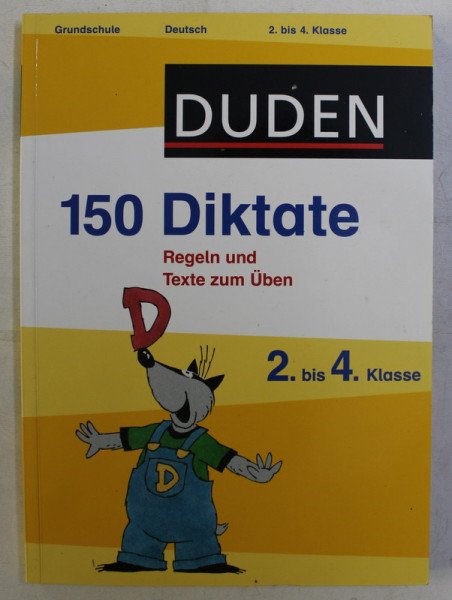 Grundschule Deutsch 2. bis 4. Klasse
DUDEN
150 Diktate
Regeln und
Texte zum Üben
D
2. bis 4. Klasse
D